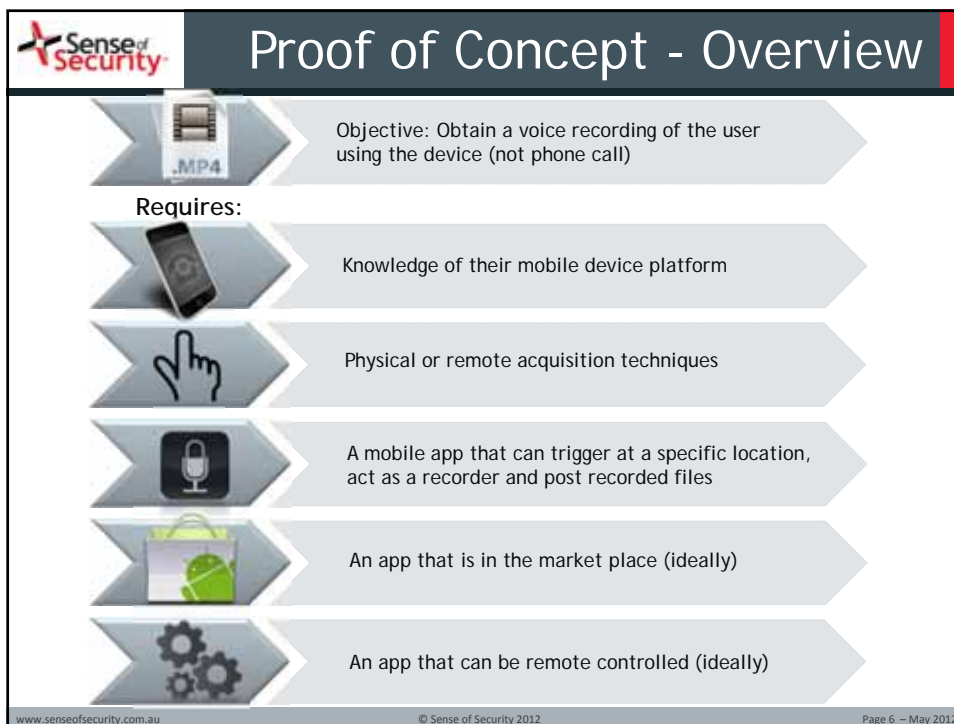 Sense of
Security
Proof of Concept - Overview
.MP4
Objective: Obtain a voice recording of the user
using the device (not phone call)
Requires:
Knowledge of their mobile device platform
Physical or remote acquisition techniques
A mobile app that can trigger at a specific location,
act as a recorder and post recorded files
An app that is in the market place (ideally)
An app that can be remote controlled (ideally)
www.senseofsecurity.com.au © Sense of Security 2012 Page 6 – May 2012